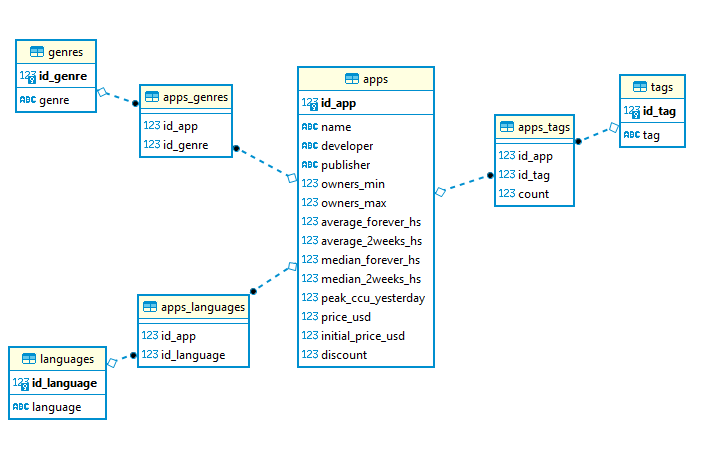 genres
123 id_genre
ABC genre
apps_genres
123 id_app
123 id_genre
apps
123 id_app
ABC name
ABC developer
ABC publisher
123 owners_min
123 owners_max
123 average_forever_hs
123 average_2weeks_hs
123 median_forever_hs
123 median_2weeks_hs
123 peak_ccu_yesterday
123 price_usd
123 initial_price_usd
123 discount
apps_tags
123 id_app
123 id_tag
123 count
tags
123 id_tag
ABC tag
apps_languages
123 id_app
123 id_language
languages
123 id_language
ABC language